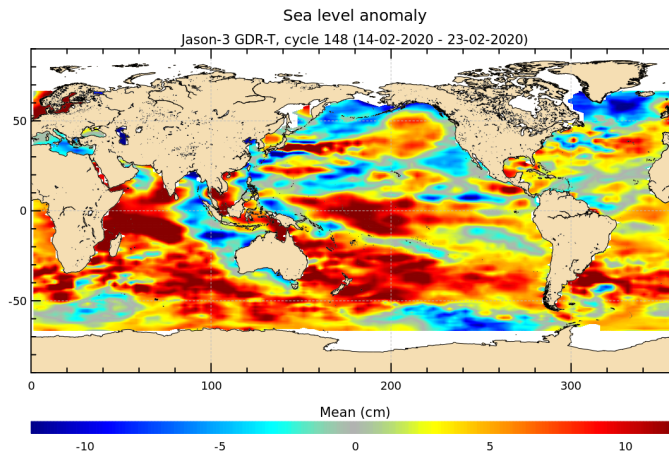 Sea level anomaly
Jason-3 GDR-T, cycle 148 (14-02-2020 - 23-02-2020)
50
0
-50
0 100 200 300
Mean (cm)
-10 -5 0 5 10